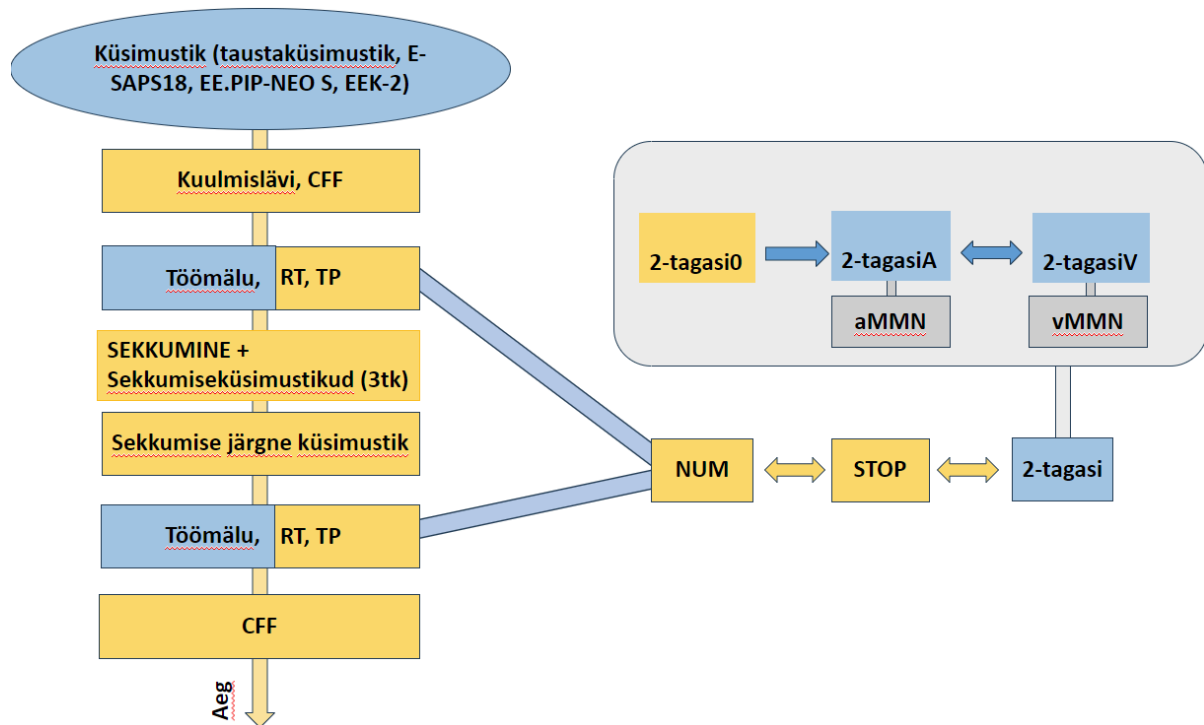 Küsimustik (taustaküsimustik, E-
SAPS18, EE.PIP-NEO S, EEK-2)
Kuulmislävi, CFF
Töömälu, RT, TP
SEKKUMINE +
Sekkumiseküsimustikud (3tk)
Sekkumise järgne küsimustik
Töömälu, RT, TP
CFF
Aeg
2-tagasi0
2-tagasiA
2-tagasiV
aMMN
vMMN
NUM
STOP
2-tagasi